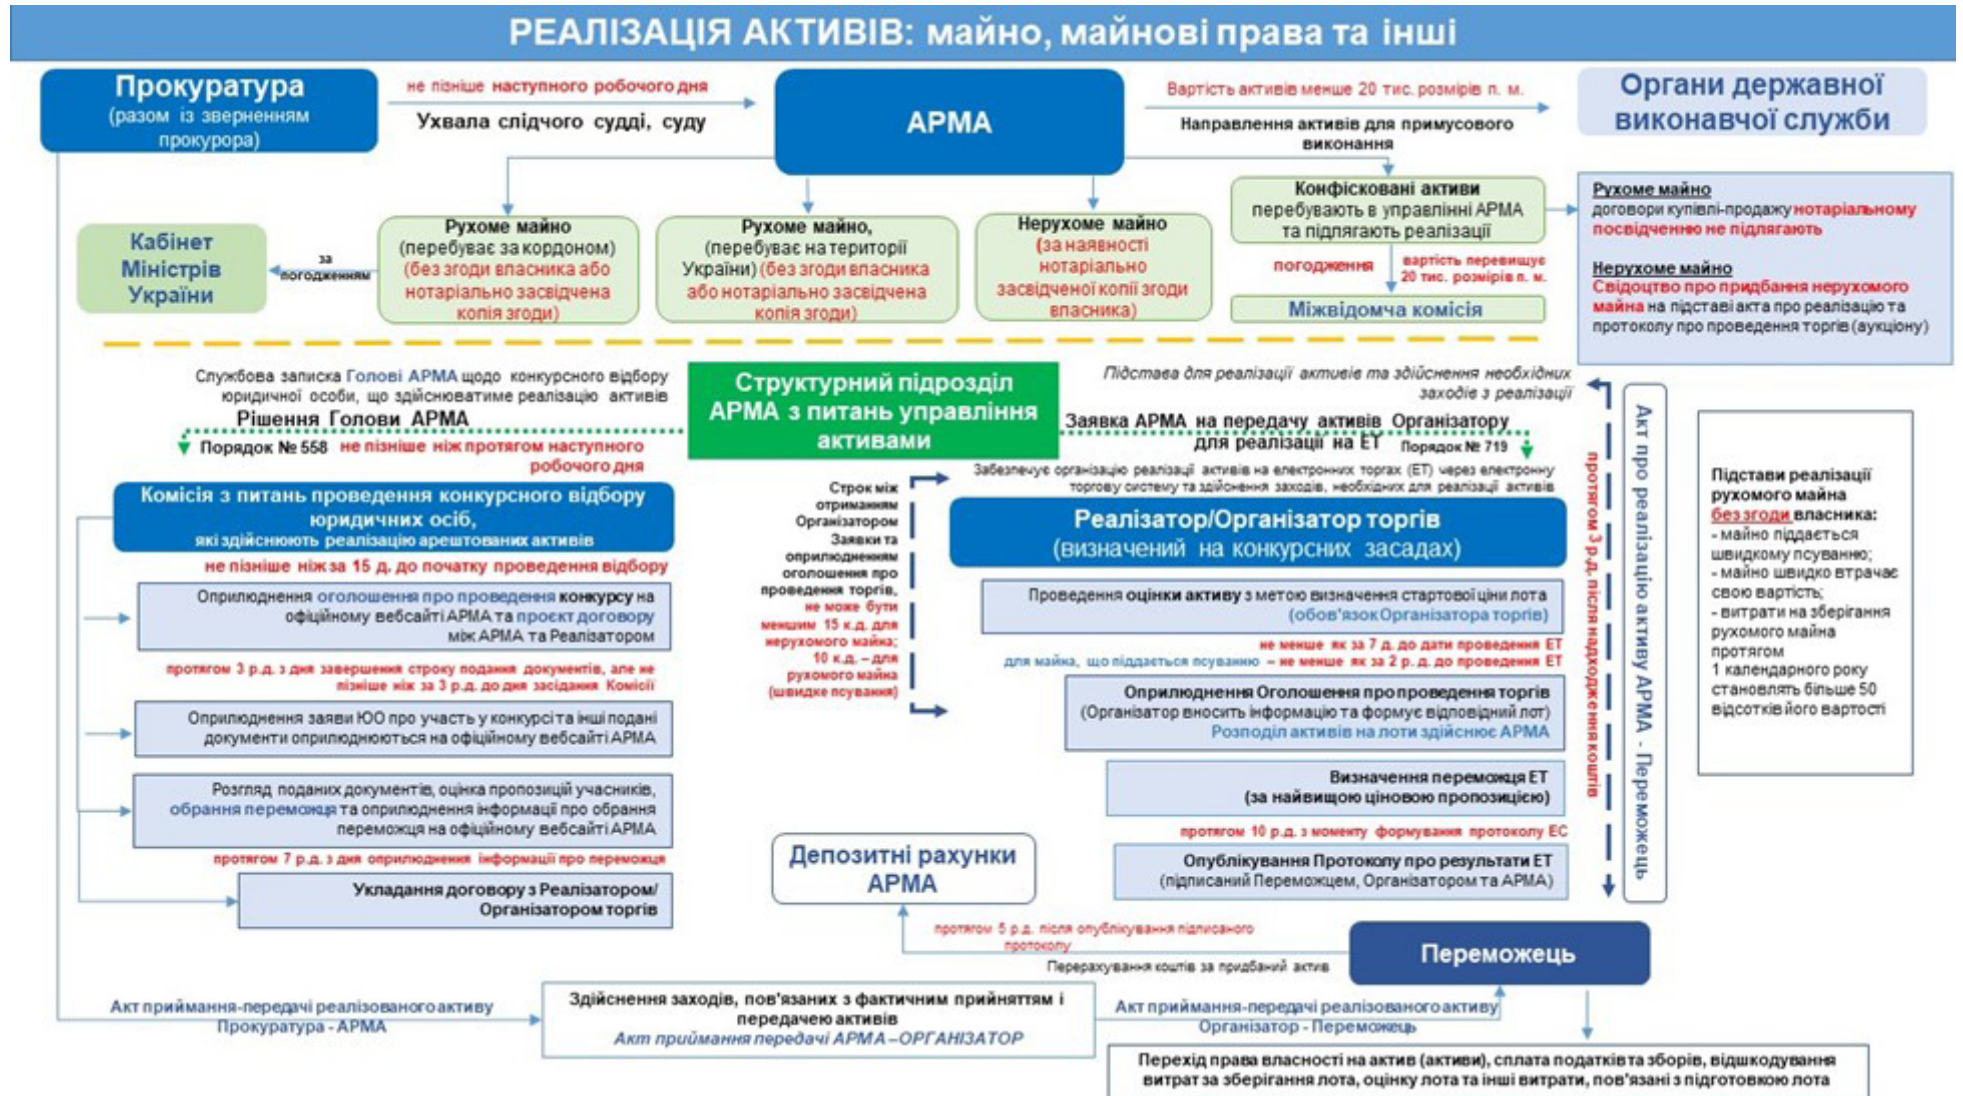 РЕАЛІЗАЦІЯ АКТИВІВ: майно, майнові права та інші
Прокуратура
(разом із зверненням
прокурора)
не пізніше наступного робочого дня
Ухвала слідчого судді, суду
АРМА
Вартість активів менше 20 тис. розмірів п. м.
Направлення активів для примусового
виконання
Органи державної
виконавчої служби
Кабінет
Міністрів
України
за
погодженням
Рухоме майно
(перебуває за кордоном)
(без згоди власника або
нотаріально засвідчена
копія згоди)
Рухоме майно,
(перебуває на території
України) (без згоди власника
або нотаріально засвідчена
копія згоди)
Нерухоме майно
(за наявності
нотаріально
засвідченої копії згоди
власника)
Конфісковані активи
перебувають в управлінні АРМА
та підлягають реалізації
погодження
вартість перевищує
20 тис. розмірів п. м.
Міжвідомча комісія
Рухоме майно
договори купівлі-продажу нотаріальному
посвідченню не підлягають
Нерухоме майно
Свідоцтво про придбання нерухомого
майна на підставі акта про реалізацію та
протоколу про проведення торгів (аукціону)
Службова записка Голові АРМА щодо конкурсного відбору
юридичної особи, що здійснюватиме реалізацію активів
Рішення Голови АРМА
Порядок № 558 не пізніше ніж протягом наступного
робочого дня
Структурний підрозділ
АРМА з питань управління
активами
Підстава для реалізації активів та здійснення необхідних
заходів з реалізації
Заявка АРМА на передачу активів Організатору
для реалізації на ЕТ Порядок № 719
Забезпечує організацію реалізації активів на електронних торгах (ЕТ) через електронну
торгову систему та здійснення заходів, необхідних для реалізації активів
Комісія з питань проведення конкурсного відбору
юридичних осіб,
які здійснюють реалізацію арештованих активів
не пізніше ніж за 15 д. до початку проведення відбору
Оприлюднення оголошення про проведення конкурсу на
офіційному вебсайті АРМА та проєкт договору
між АРМА та Реалізатором
протягом 3 р.д. з дня завершення строку подання документів, але не
пізніше ніж за 3 р.д. до дня засідання Комісії
Оприлюднення заяви ЮО про участь у конкурсі та інші подані
документи оприлюднюються на офіційному вебсайті АРМА
Розгляд поданих документів, оцінка пропозицій учасників,
обрання переможця та оприлюднення інформації про обрання
переможця на офіційному вебсайті АРМА
протягом 7 р.д. з дня оприлюднення інформації про переможця
Укладання договору з Реалізатором/
Організатором торгів
Строк між
отриманням
Організатором
Заявки та
оприлюдненням
оголошення про
проведення торгів,
не може бути
меншим 15 к.д. для
нерухомого майна;
10 к.д. – для
рухомого майна
(швидке псування)
Реалізатор/Організатор торгів
(визначений на конкурсних засадах)
Проведення оцінки активу з метою визначення стартової ціни лота
(обов'язок Організатора торгів)
не менше як за 7 д. до дати проведення ЕТ
для майна, що піддається псуванню – не менше як за 2 р. д. до проведення ЕТ
Оприлюднення Оголошення про проведення торгів
(Організатор вносить інформацію та формує відповідний лот)
Розподіл активів на лоти здійснює АРМА
Визначення переможця ЕТ
(за найвищою ціновою пропозицією)
протягом 10 р.д. з моменту формування протоколу ЕС
Опублікування Протоколу про результати ЕТ
(підписаний Переможцем, Організатором та АРМА)
протягом 3 р.д. після надходження коштів
Акт про реалізацію активу АРМА - Переможець
Підстави реалізації
рухомого майна
без згоди власника:
- майно піддається
швидкому псуванню;
- майно швидко втрачає
свою вартість;
- витрати на зберігання
рухомого майна
протягом
1 календарного року
становлять більше 50
відсотків його вартості
Депозитні рахунки
АРМА
протягом 5 р.д. після опублікування підписаного
протоколу
Перерахування коштів за придбаний актив
Переможець
Акт приймання-передачі реалізованого активу
Прокуратура - АРМА
Здійснення заходів, пов'язаних з фактичним прийняттям і
передачею активів
Акт приймання передачі АРМА – ОРГАНІЗАТОР
Акт приймання-передачі реалізованого активу
Організатор - Переможець
Перехід права власності на актив (активи), сплата податків та зборів, відшкодування
витрат за зберігання лота, оцінку лота та інші витрати, пов'язані з підготовкою лота